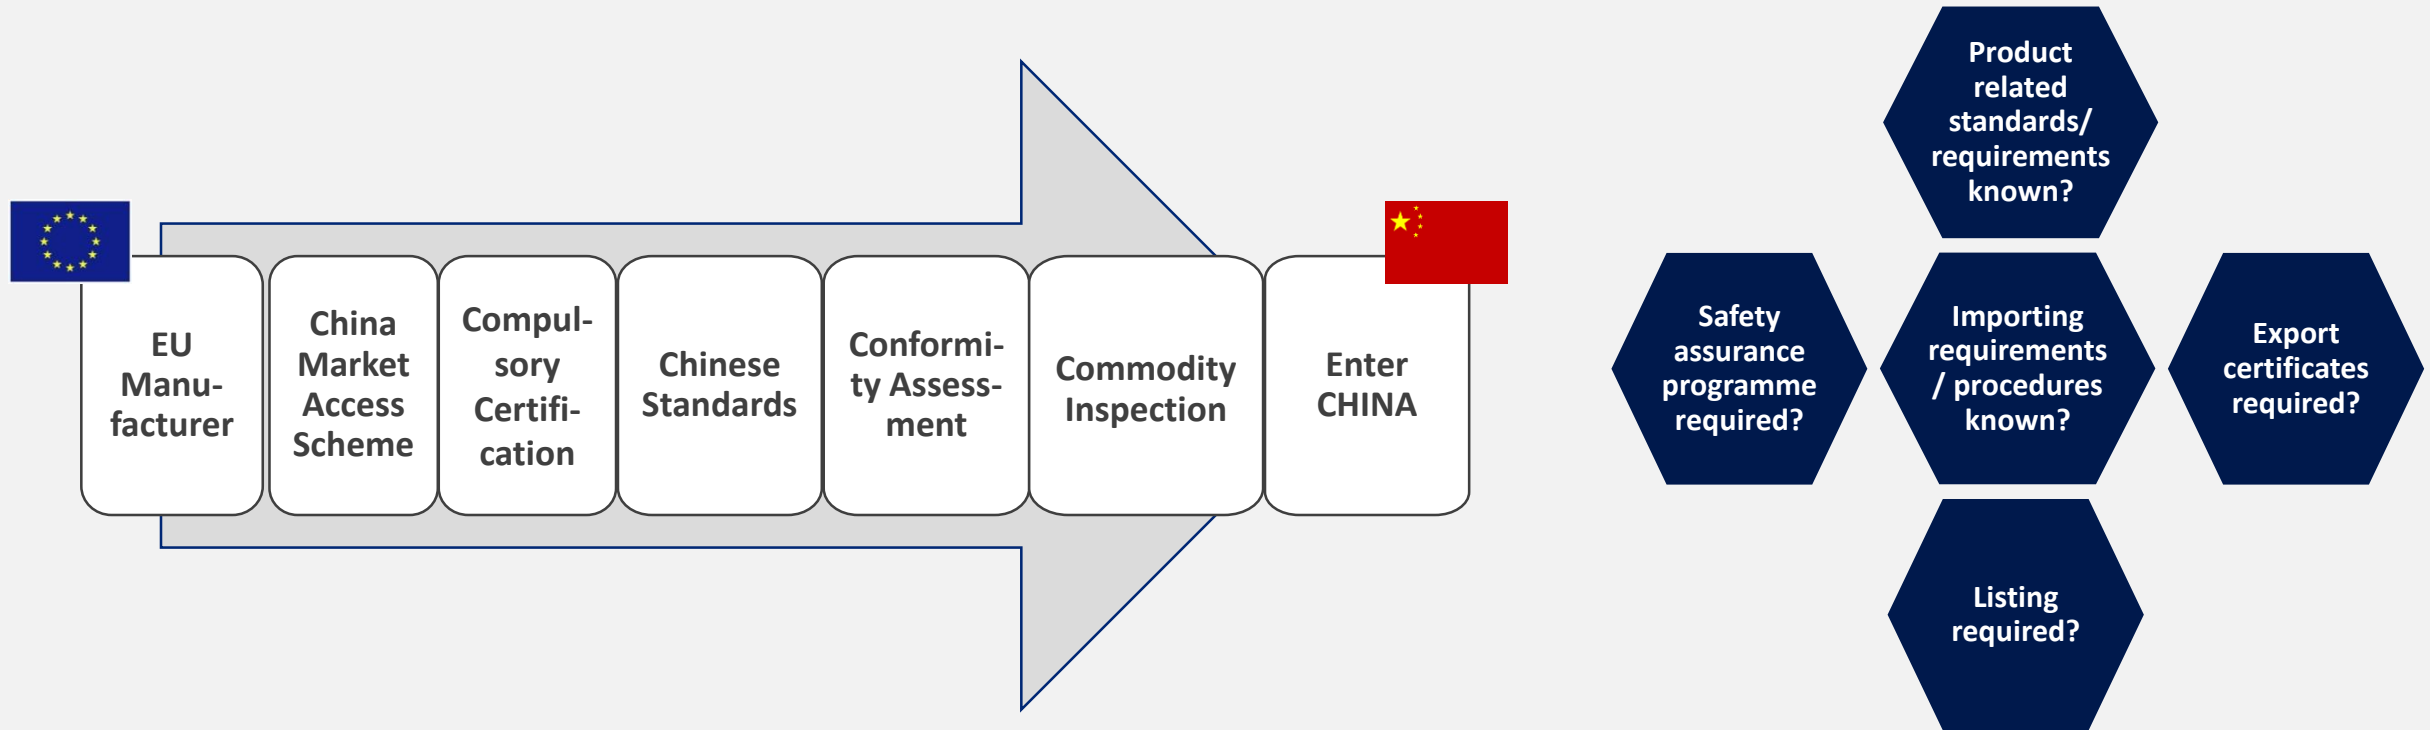 EU
Manu-
facturer
China
Market
Access
Scheme
Compul-
sory
Certifi-
cation
Chinese
Standards
Conformi-
ty Assess-
ment
Commodity
Inspection
Enter
CHINA
Product
related
standards/
requirements
known?
Safety
assurance
programme
required?
Importing
requirements
/ procedures
known?
Export
certificates
required?
Listing
required?